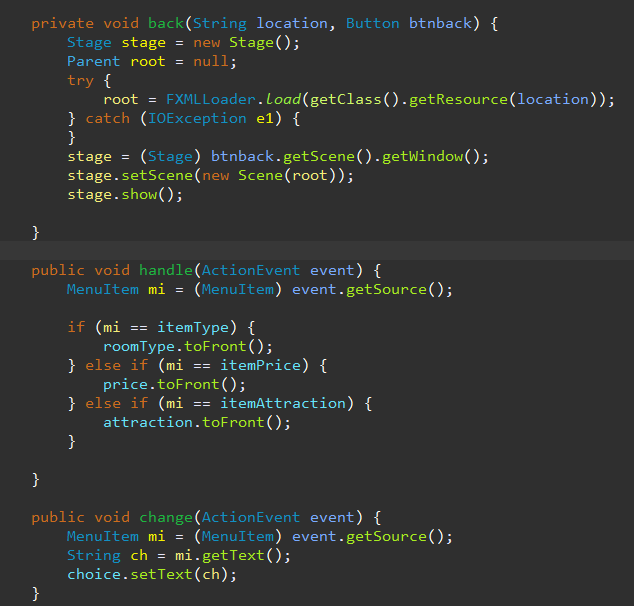 private void back(String location, Button btnback) {
    Stage stage = new Stage();
    Parent root = null;
    try {
        root = FXMLLoader.load(getClass().getResource(location));
    } catch (IOException e1) {
    }
    stage = (Stage) btnback.getScene().getWindow();
    stage.setScene(new Scene(root));
    stage.show();

}

public void handle(ActionEvent event) {
    MenuItem mi = (MenuItem) event.getSource();

    if (mi == itemType) {
        roomType.toFront();
    } else if (mi == itemPrice) {
        price.toFront();
    } else if (mi == itemAttraction) {
        attraction.toFront();
    }

}

public void change(ActionEvent event) {
    MenuItem mi = (MenuItem) event.getSource();
    String ch = mi.getText();
    choice.setText(ch);
}